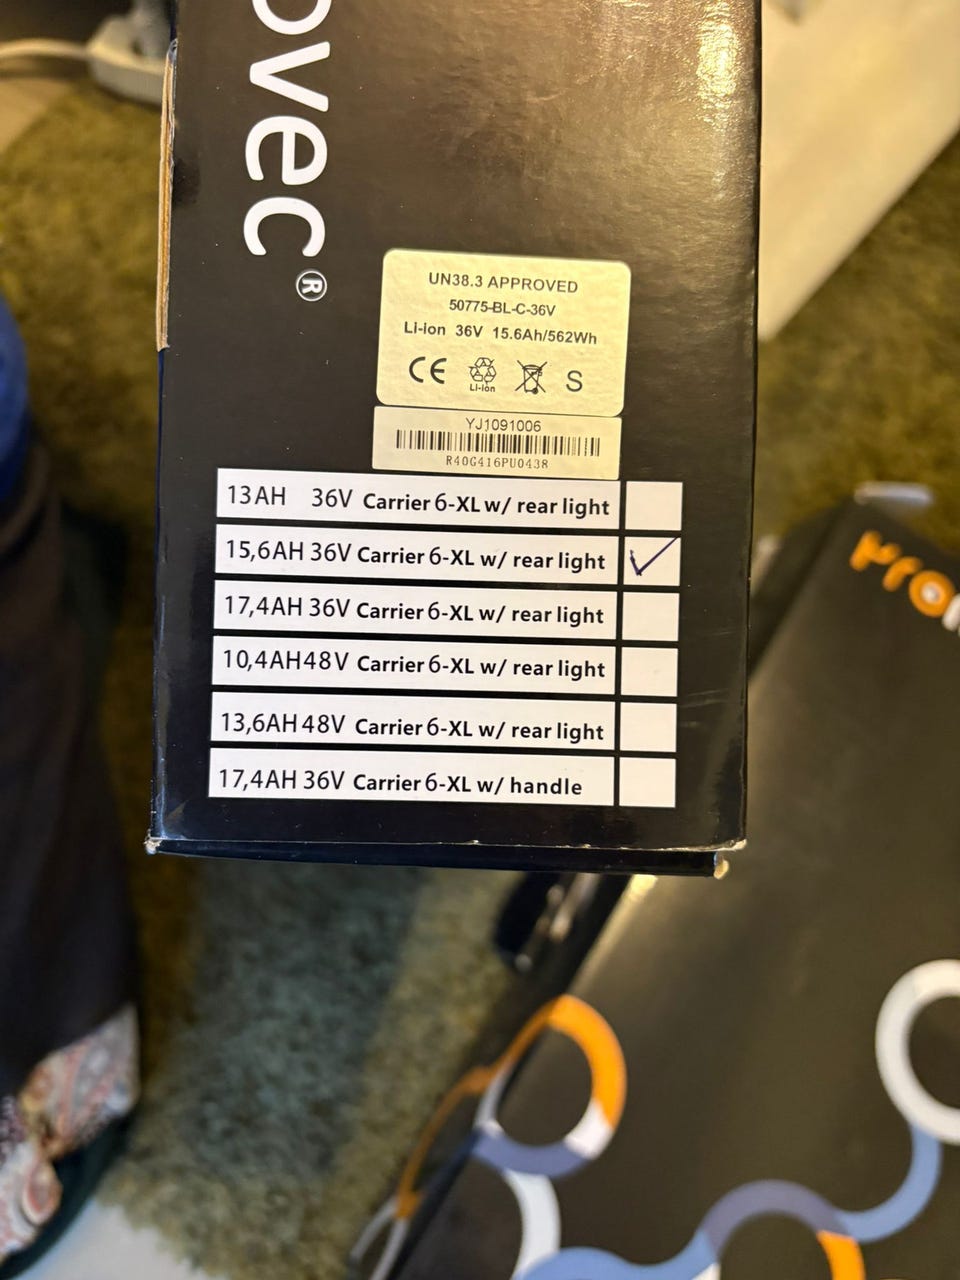 ovec®
UN38.3 APPROVED
50775-BL-C-36V
Li-ion 36V 15.6Ah/562Wh
CE Li-ion S
YJ1091006
R40G416PU0438
13AH 36V Carrier 6-XL w/ rear light
15,6AH 36V Carrier 6-XL w/ rear light
17,4AH 36V Carrier 6-XL w/ rear light
10,4AH48V Carrier 6-XL w/ rear light
13,6AH48V Carrier 6-XL w/ rear light
17,4AH 36V Carrier 6-XL w/ handle
pro